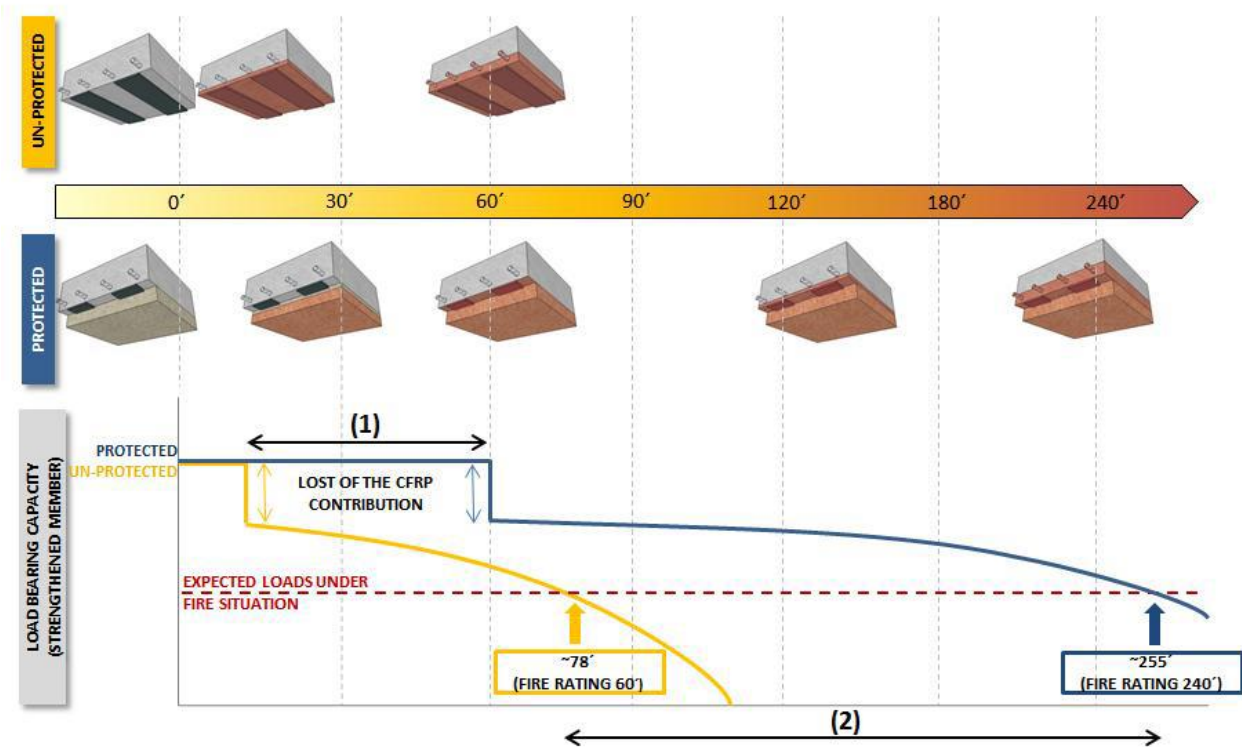 UN-PROTECTED
0´
30´
60´
90´
120´
180´
240´
PROTECTED
LOAD BEARING CAPACITY
(STRENGTHENED MEMBER)
PROTECTED
UN-PROTECTED
(1)
LOST OF THE CFRP
CONTRIBUTION
EXPECTED LOADS UNDER
FIRE SITUATION
~78´
(FIRE RATING 60´)
~255´
(FIRE RATING 240´)
(2)